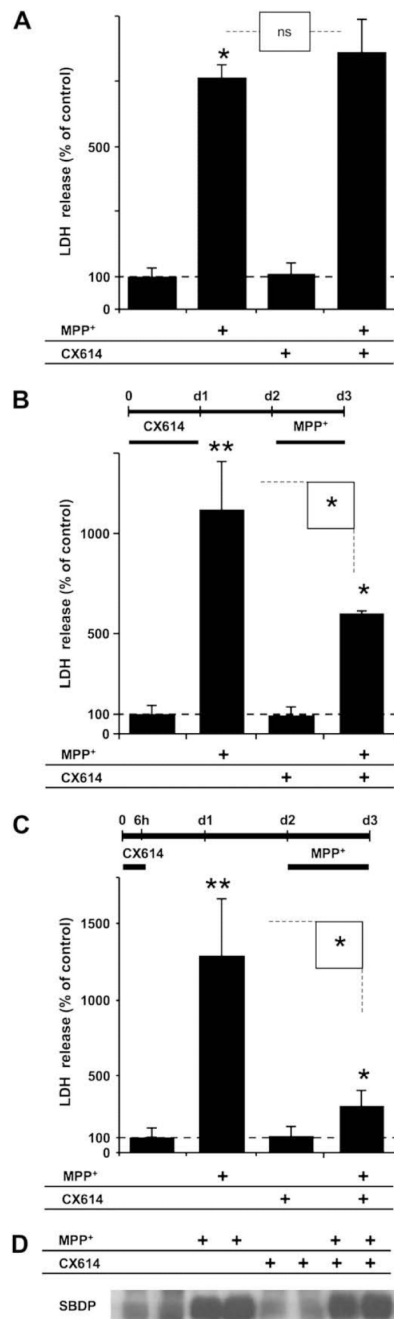 A
LDH release (% of control)
500
100
0
*
ns
MPP+ + +
CX614 + +
B
0 d1 d2 d3
CX614 MPP+
LDH release (% of control)
1000
500
100
0
**
*
*
MPP+ + +
CX614 + +
C
0 6h d1 d2 d3
CX614 MPP+
LDH release (% of control)
1500
1000
500
100
0
**
*
*
MPP+ + +
CX614 + +
D
MPP+ + + + +
CX614 + + + +
SBDP